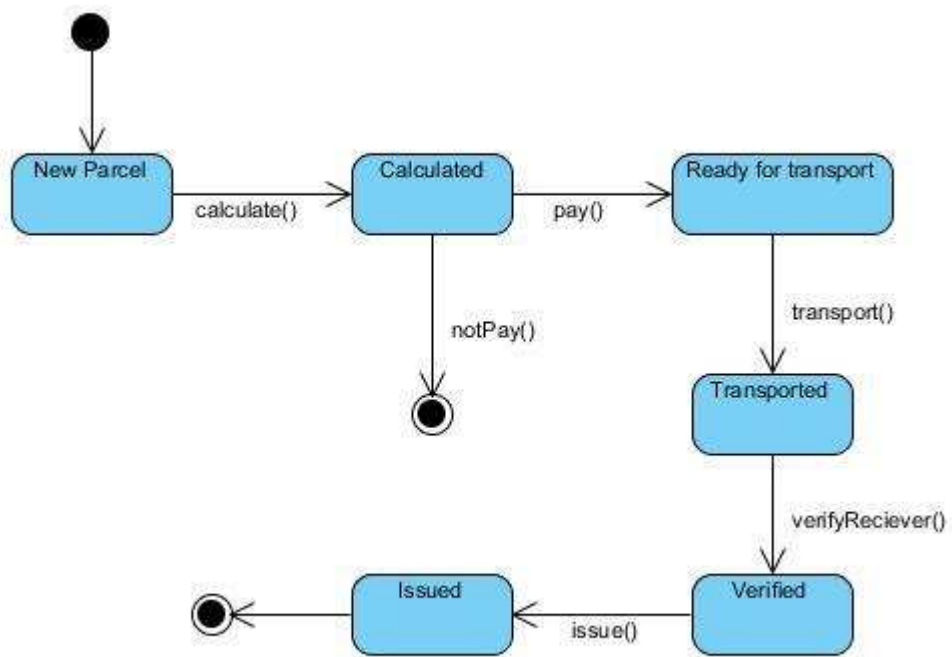 New Parcel
calculate()
Calculated
pay()
Ready for transport
notPay()
transport()
Transported
verifyReciever()
Verified
issue()
Issued